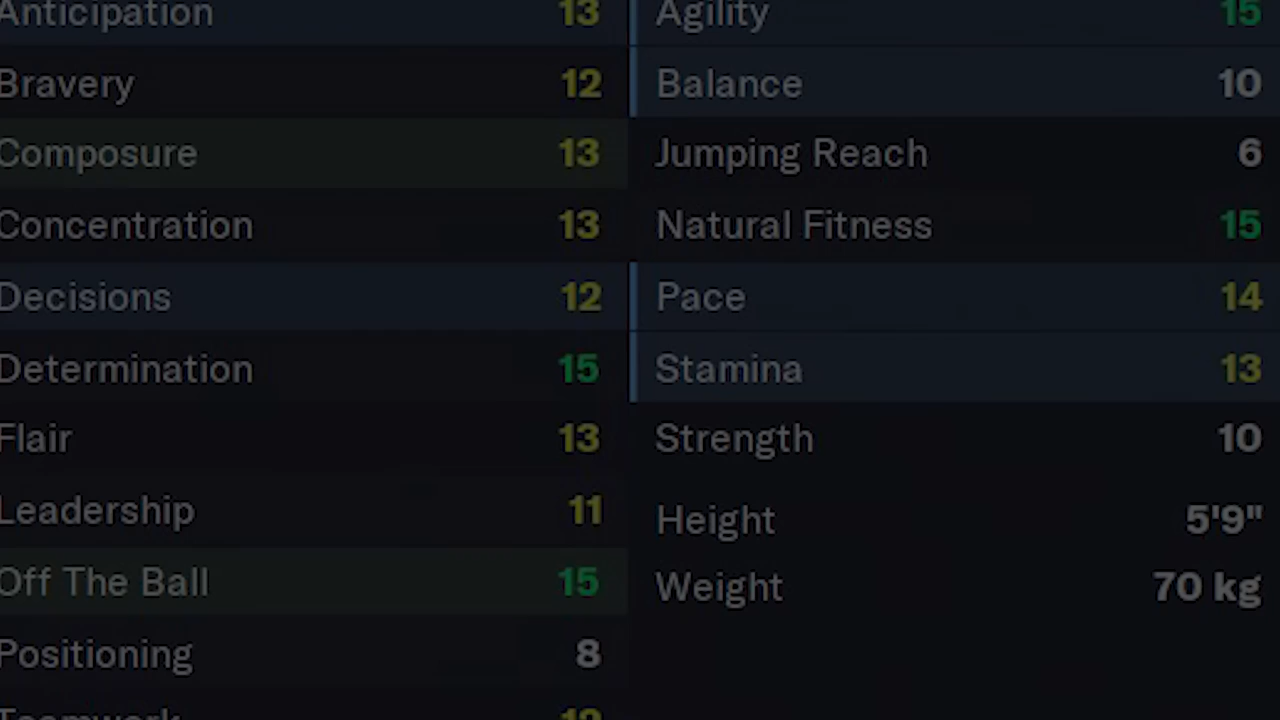 Anticipation 13
Bravery 12
Composure 13
Concentration 13
Decisions 12
Determination 15
Flair 13
Leadership 11
Off The Ball 15
Positioning 8
Teamwork
Agility 15
Balance 10
Jumping Reach 6
Natural Fitness 15
Pace 14
Stamina 13
Strength 10
Height 5'9"
Weight 70 kg